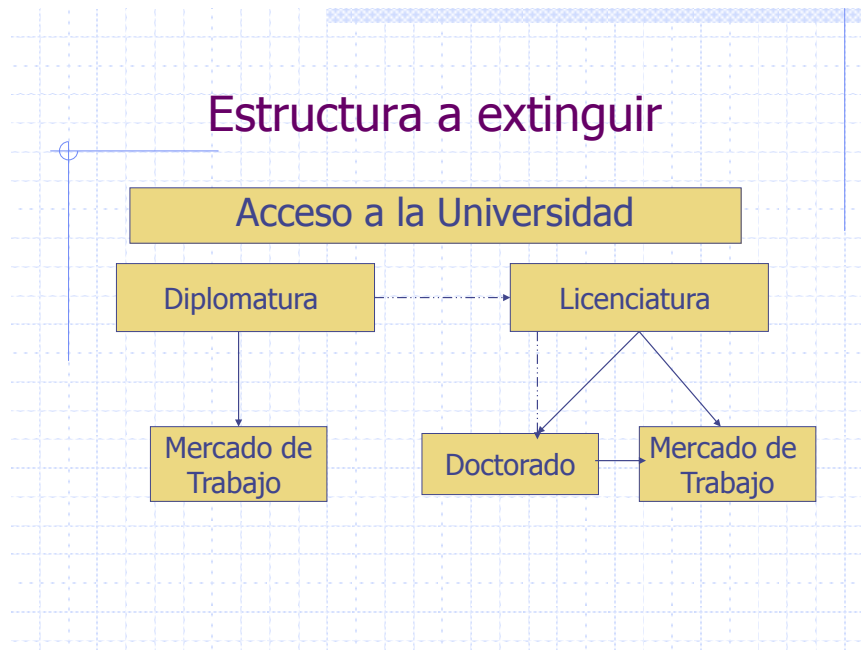 Estructura a extinguir
Acceso a la Universidad
Diplomatura
Licenciatura
Mercado de
Trabajo
Doctorado
Mercado de
Trabajo